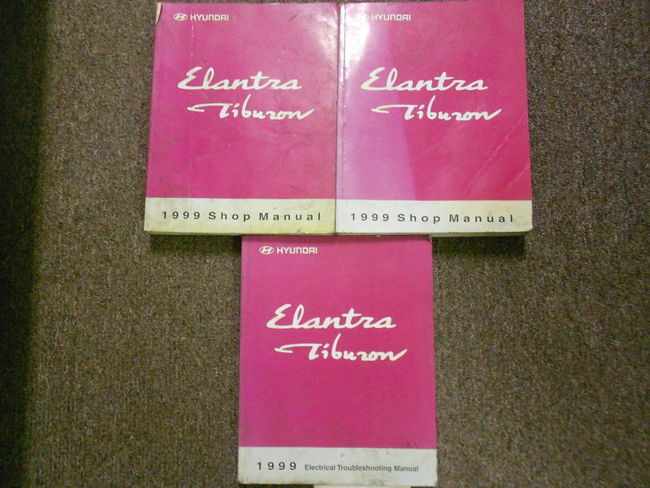 HYUNDAI
Elantra
Tiburon
1999 Shop Manual
HYUNDAI
Elantra
Tiburon
1999 Shop Manual
HYUNDAI
Elantra
Tiburon
1999 Electrical Troubleshooting Manual